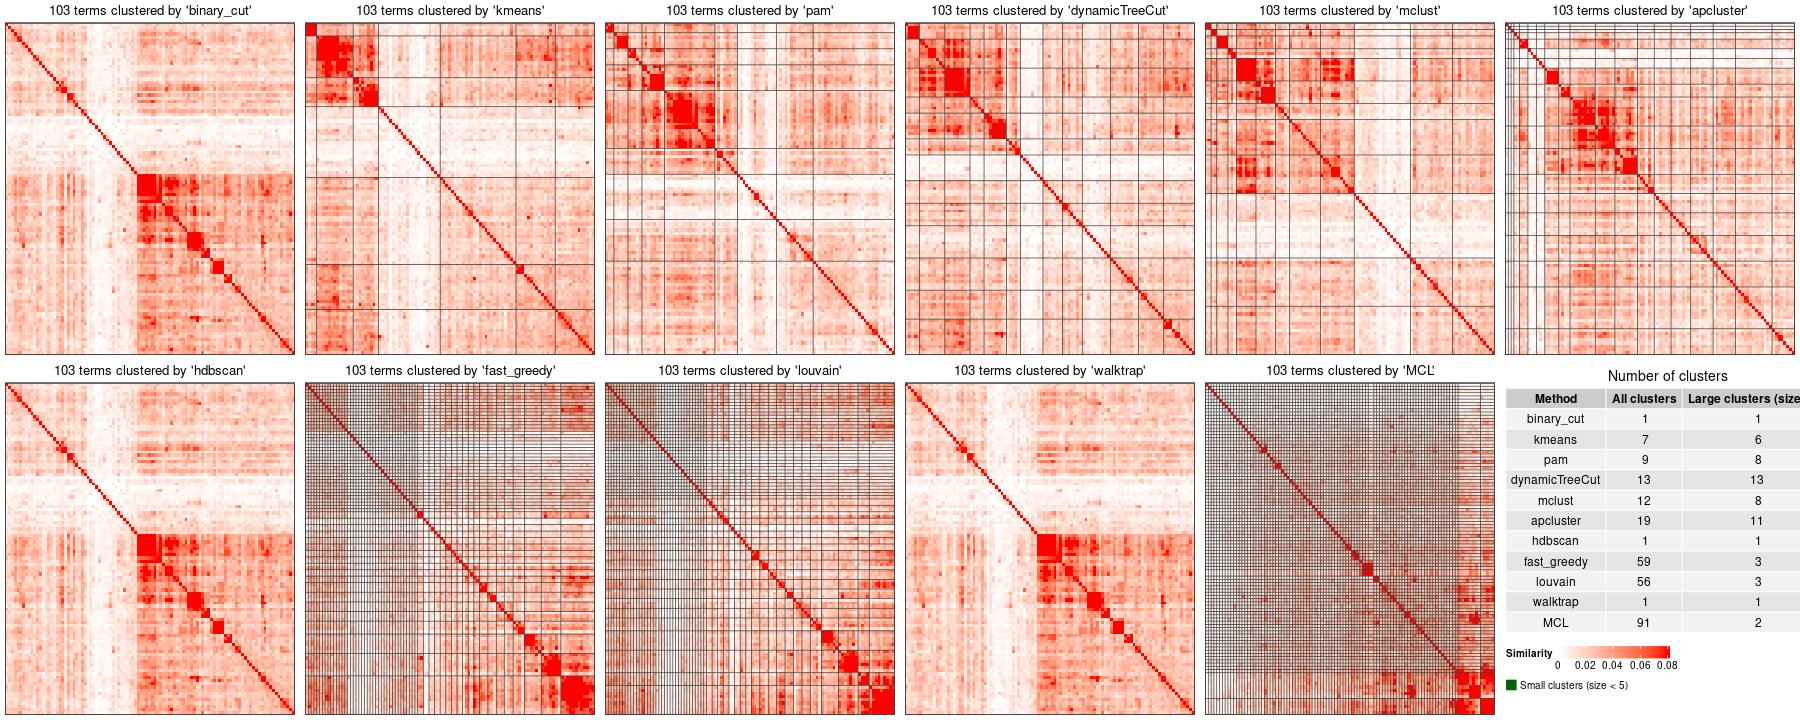 103 terms clustered by 'binary_cut'
103 terms clustered by 'kmeans'
103 terms clustered by 'pam'
103 terms clustered by 'dynamicTreeCut'
103 terms clustered by 'mclust'
103 terms clustered by 'apcluster'
103 terms clustered by 'hdbscan'
103 terms clustered by 'fast_greedy'
103 terms clustered by 'louvain'
103 terms clustered by 'walktrap'
103 terms clustered by 'MCL'
Number of clusters
Method All clusters Large clusters (size
binary_cut 1 1
kmeans 7 6
pam 9 8
dynamicTreeCut 13 13
mclust 12 8
apcluster 19 11
hdbscan 1 1
fast_greedy 59 3
louvain 56 3
walktrap 1 1
MCL 91 2
Similarity
0 0.02 0.04 0.06 0.08
Small clusters (size < 5)